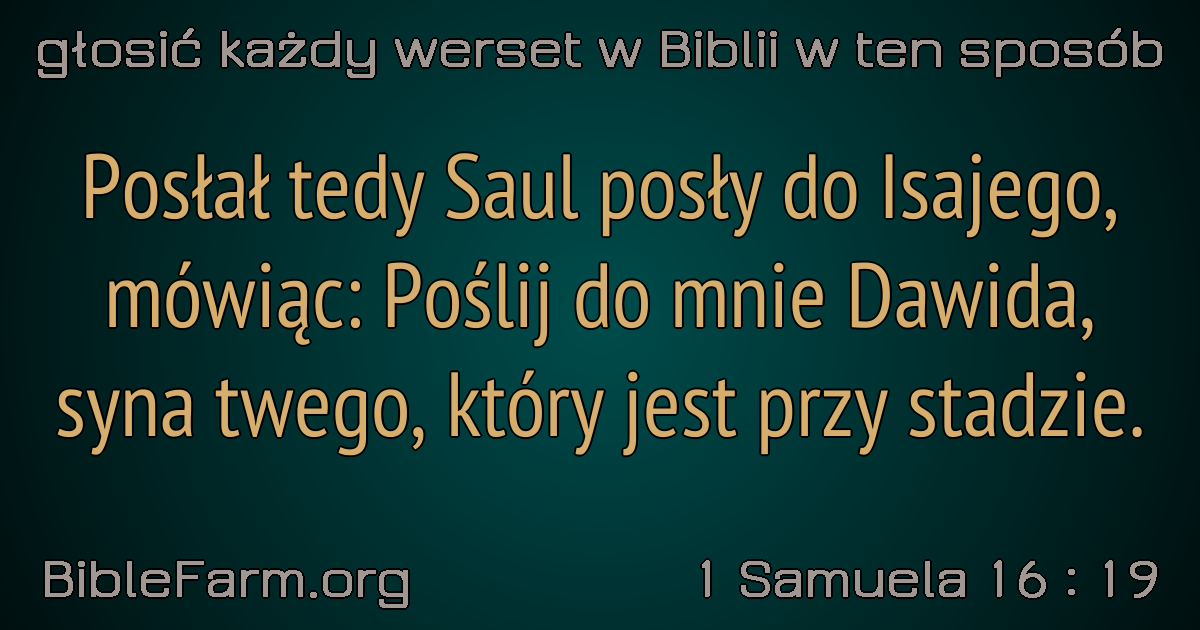 głosić każdy werset w Biblii w ten sposób
Posłał tedy Saul posły do Isajego,
mówiąc: Poślij do mnie Dawida,
syna twego, który jest przy stadzie.
BibleFarm.org
1 Samuela 16 : 19